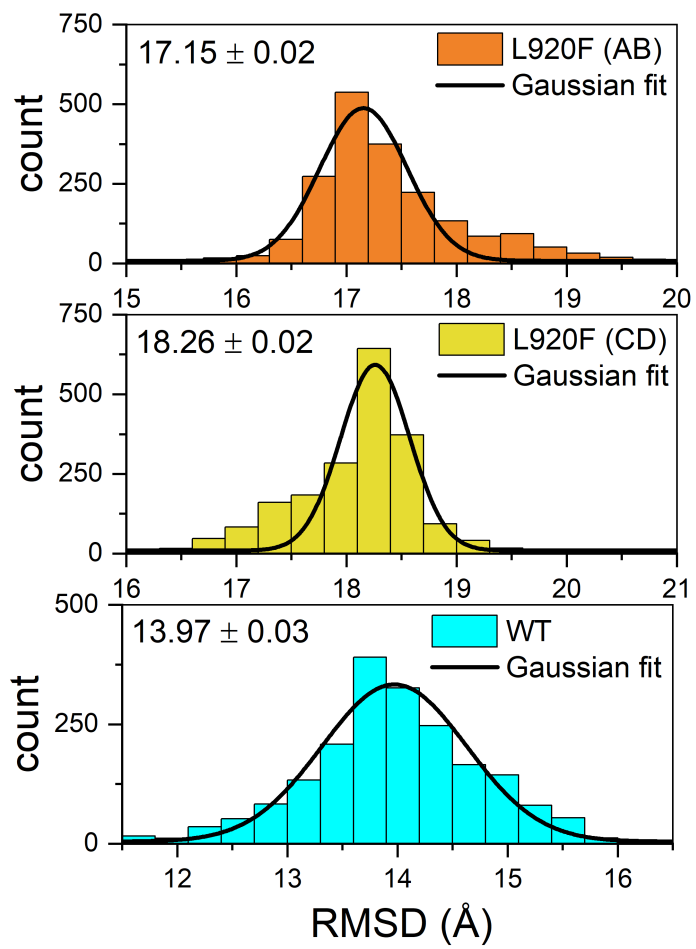 750
17.15 ± 0.02
L920F (AB)
Gaussian fit
500
count
250
0
15 16 17 18 19 20
750
18.26 ± 0.02
L920F (CD)
Gaussian fit
500
count
250
0
16 17 18 19 20 21
500
13.97 ± 0.03
WT
Gaussian fit
count
250
0
12 13 14 15 16
RMSD (Å)